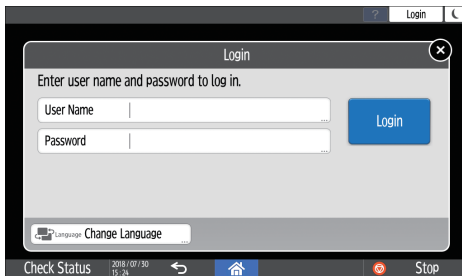 ? Login
Login
Enter user name and password to log in.
User Name
...
Login
Password
...
Language Change Language
...
Check Status 2018/07/30 15:24 Stop